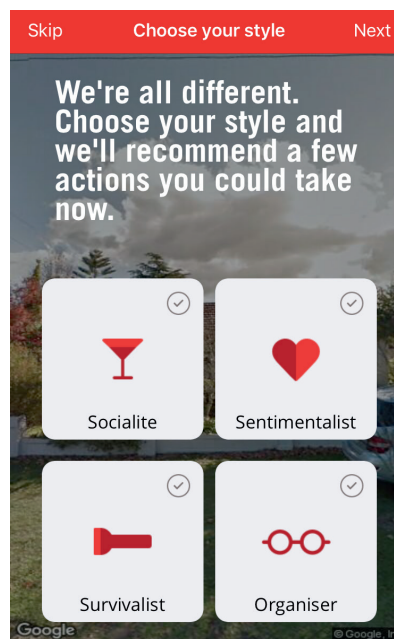 Skip Choose your style Next
We're all different.
Choose your style and
we'll recommend a few
actions you could take
now.
Socialite Sentimentalist
Survivalist Organiser
Google © Google, In